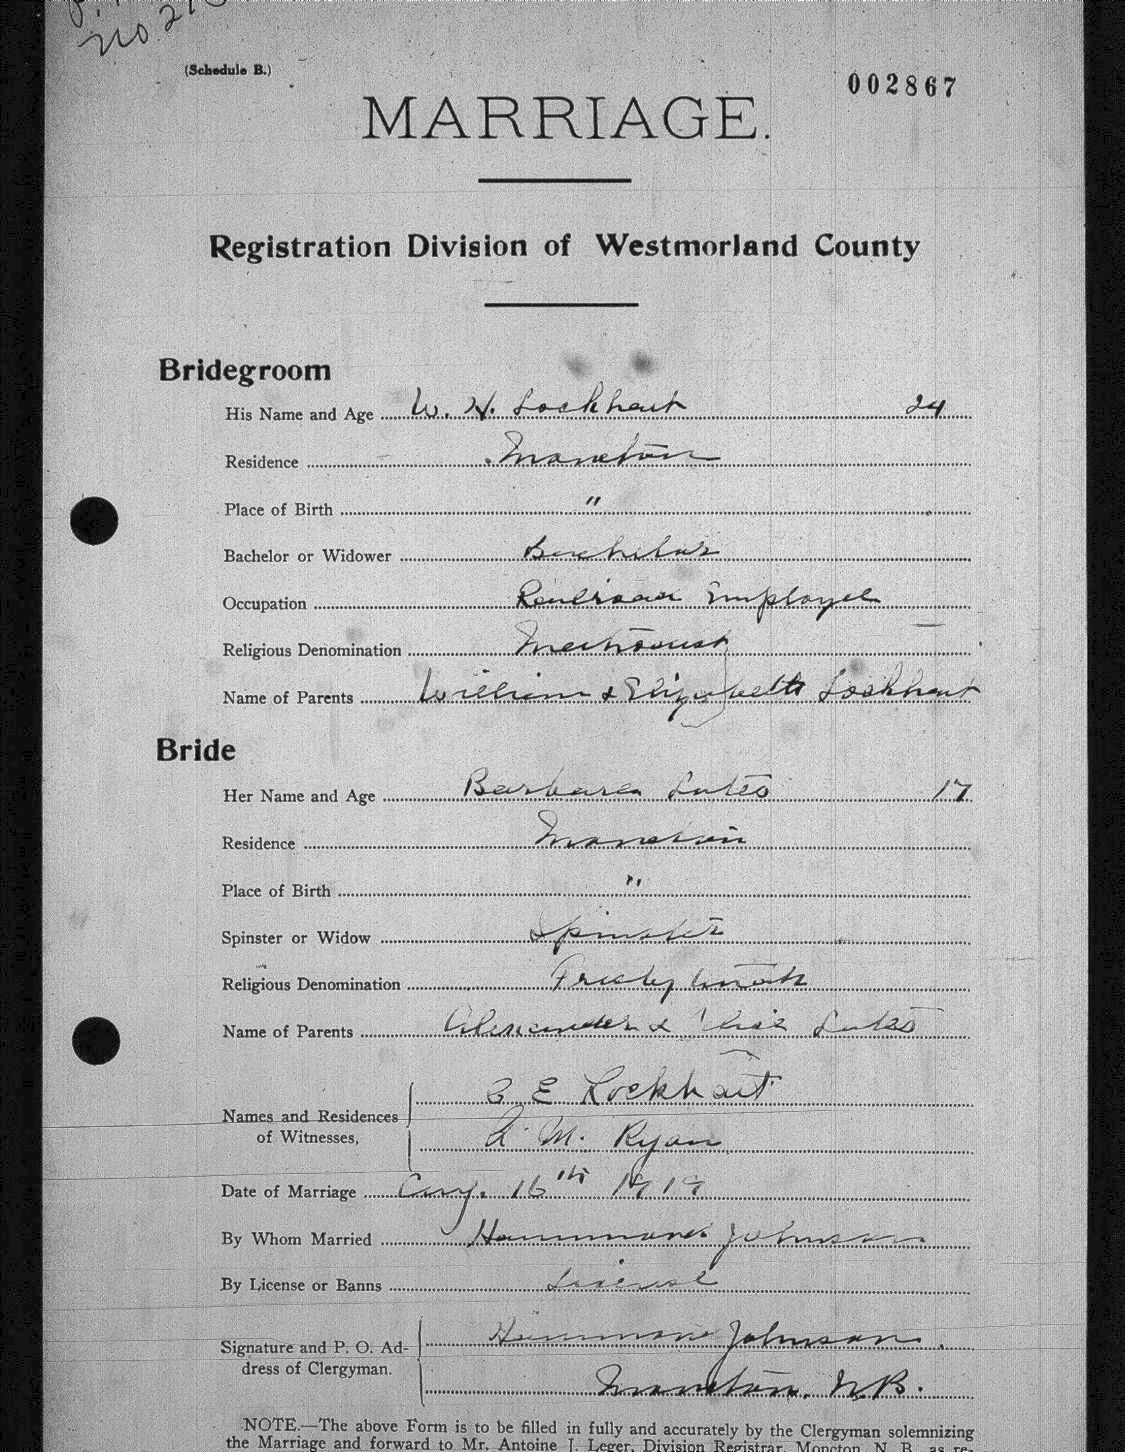 No 2
(Schedule B.)
002867
MARRIAGE.
Registration Division of Westmorland County
Bridegroom
His Name and Age W. H. Lockhart 24
Residence Moncton
Place of Birth "
Bachelor or Widower Bachelor
Occupation Railroad Employee
Religious Denomination Methodist
Name of Parents William & Elizabeth Lockhart
Bride
Her Name and Age Barbara Lutes 17
Residence Moncton
Place of Birth "
Spinster or Widow Spinster
Religious Denomination Presbyterian
Name of Parents Alexander & Lutes
C E Lockhart
Names and Residences
of Witnesses,
A. M. Ryan
Date of Marriage Aug. 16th 1919
By Whom Married Hammond Johnson
By License or Banns License
Signature and P. O. Ad- Hammond Johnson
dress of Clergyman.
Moncton, N.B.
NOTE.—The above Form is to be filled in fully and accurately by the Clergyman solemnizing
the Marriage and forward to Mr. Antoine J. Leger, Division Registrar, Moncton, N. B., as re-